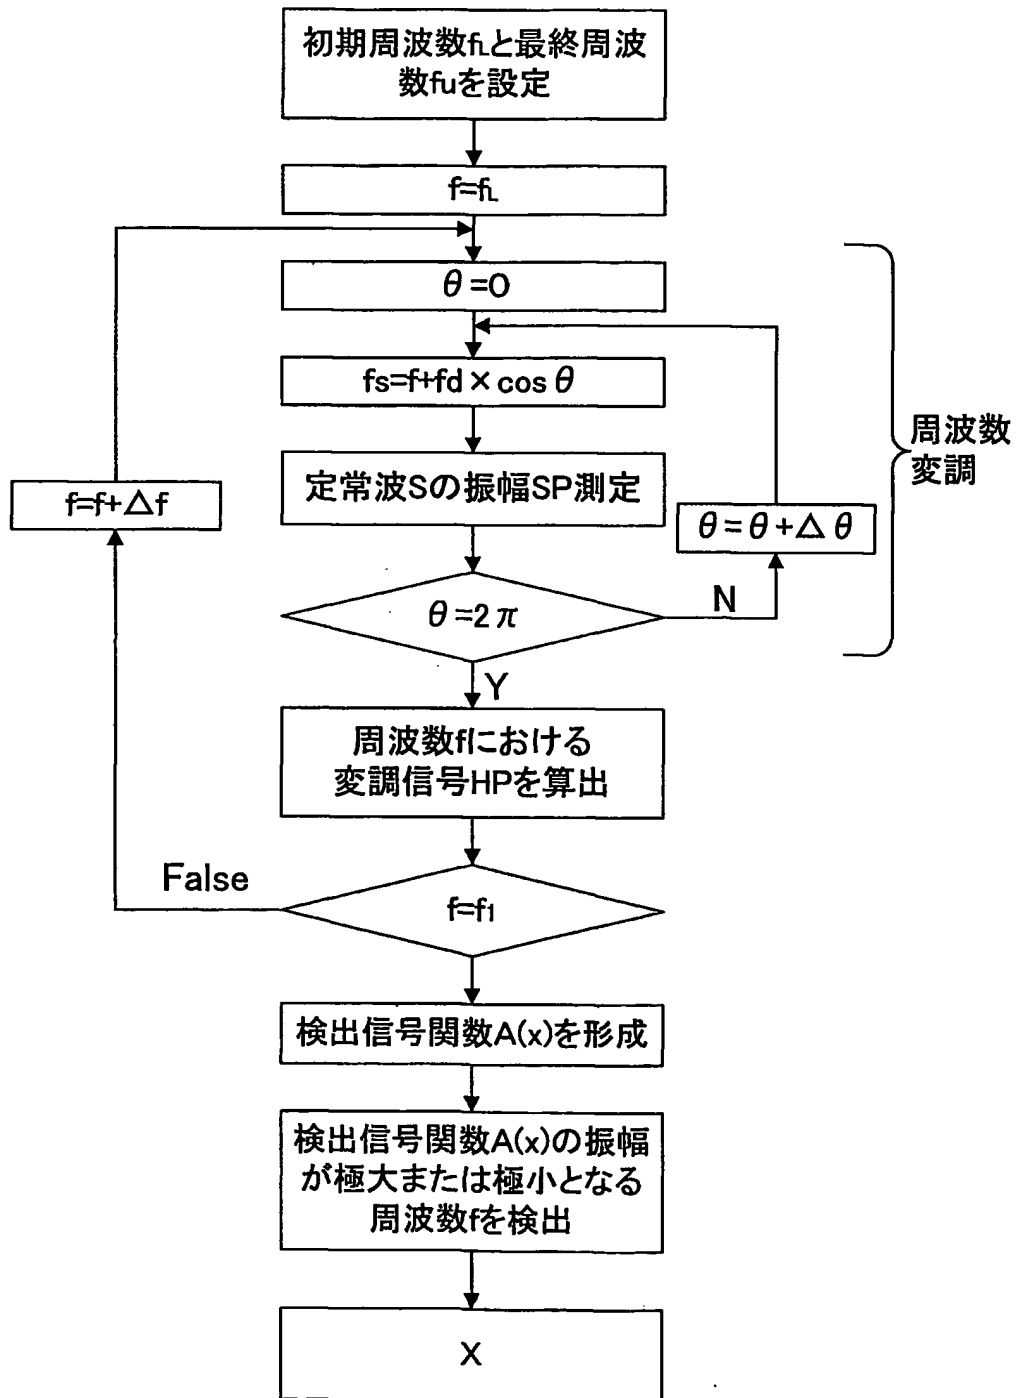 初期周波数fLと最終周波
数fuを設定
f=fL
θ=0
fs=f+fd×cosθ
定常波Sの振幅SP測定
周波数
変調
f=f+△f
θ=θ+△θ
θ=2π
N
Y
周波数fにおける
変調信号HPを算出
False
f=f1
検出信号関数A(x)を形成
検出信号関数A(x)の振幅
が極大または極小となる
周波数fを検出
X